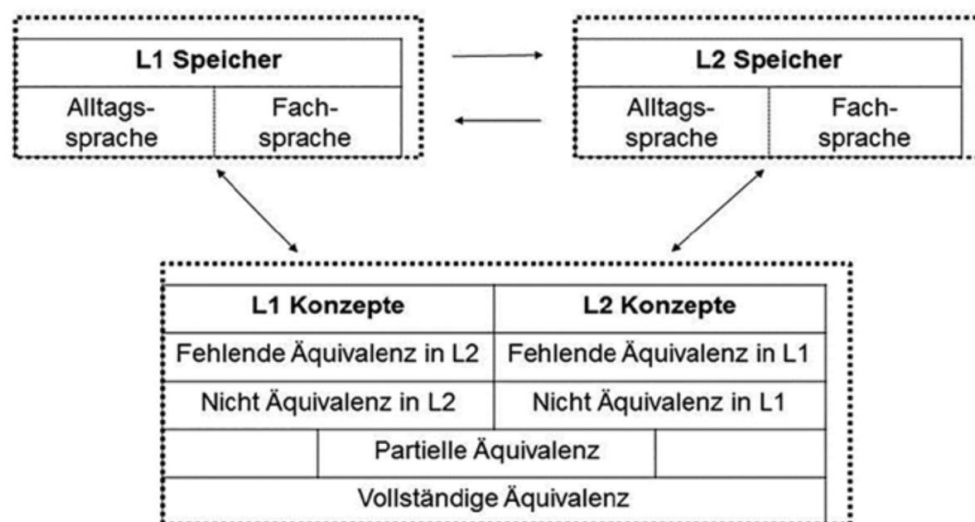 L1 Speicher
Alltags-
sprache
Fach-
sprache
L2 Speicher
Alltags-
sprache
Fach-
sprache
L1 Konzepte
L2 Konzepte
Fehlende Äquivalenz in L2
Fehlende Äquivalenz in L1
Nicht Äquivalenz in L2
Nicht Äquivalenz in L1
Partielle Äquivalenz
Vollständige Äquivalenz